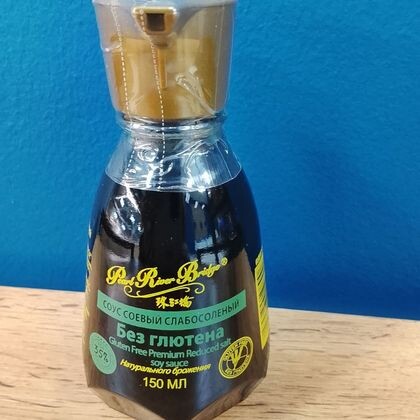 Pearl River Bridge®
珠江橋
СОУС СОЕВЫЙ СЛАБОСОЛЕНЫЙ
Без глютена
Gluten Free Premium Reduced salt
soy sauce
Натурального брожения
150 МЛ
35%